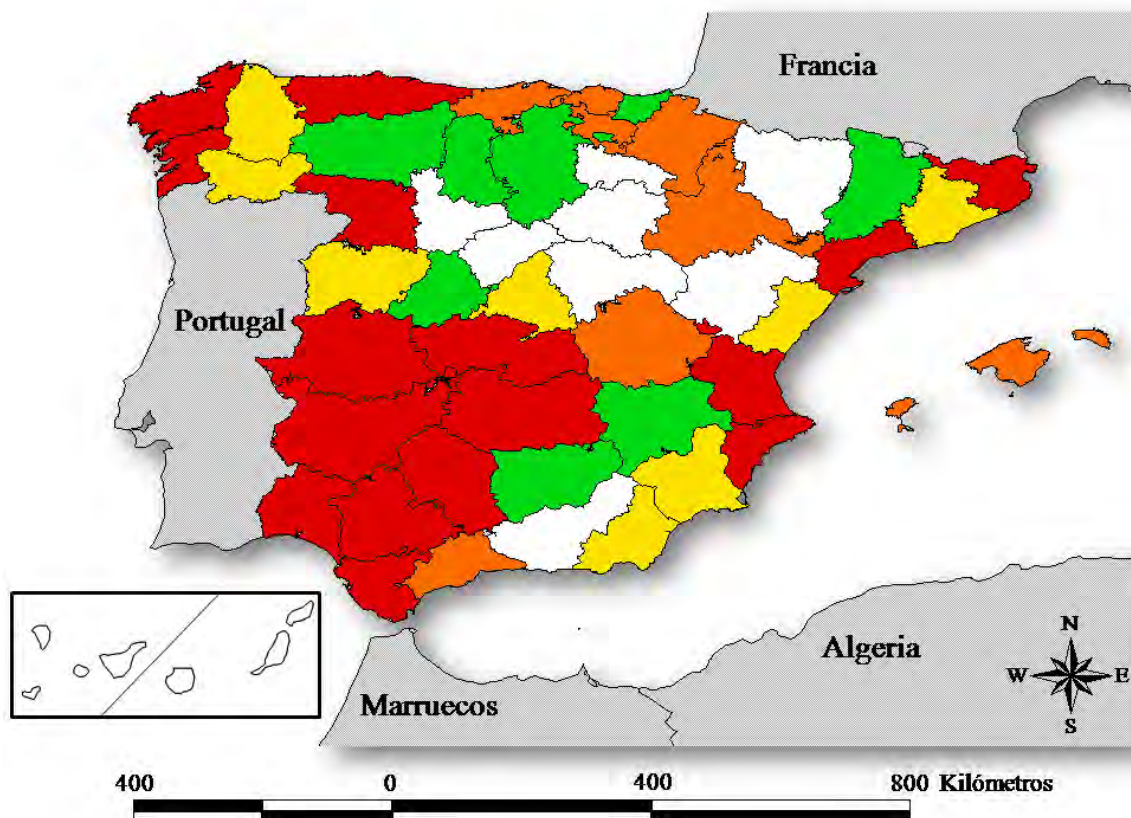 Francia
Portugal
Algeria
Marruecos
N
W E
S
400 0 400 800 Kilómetros